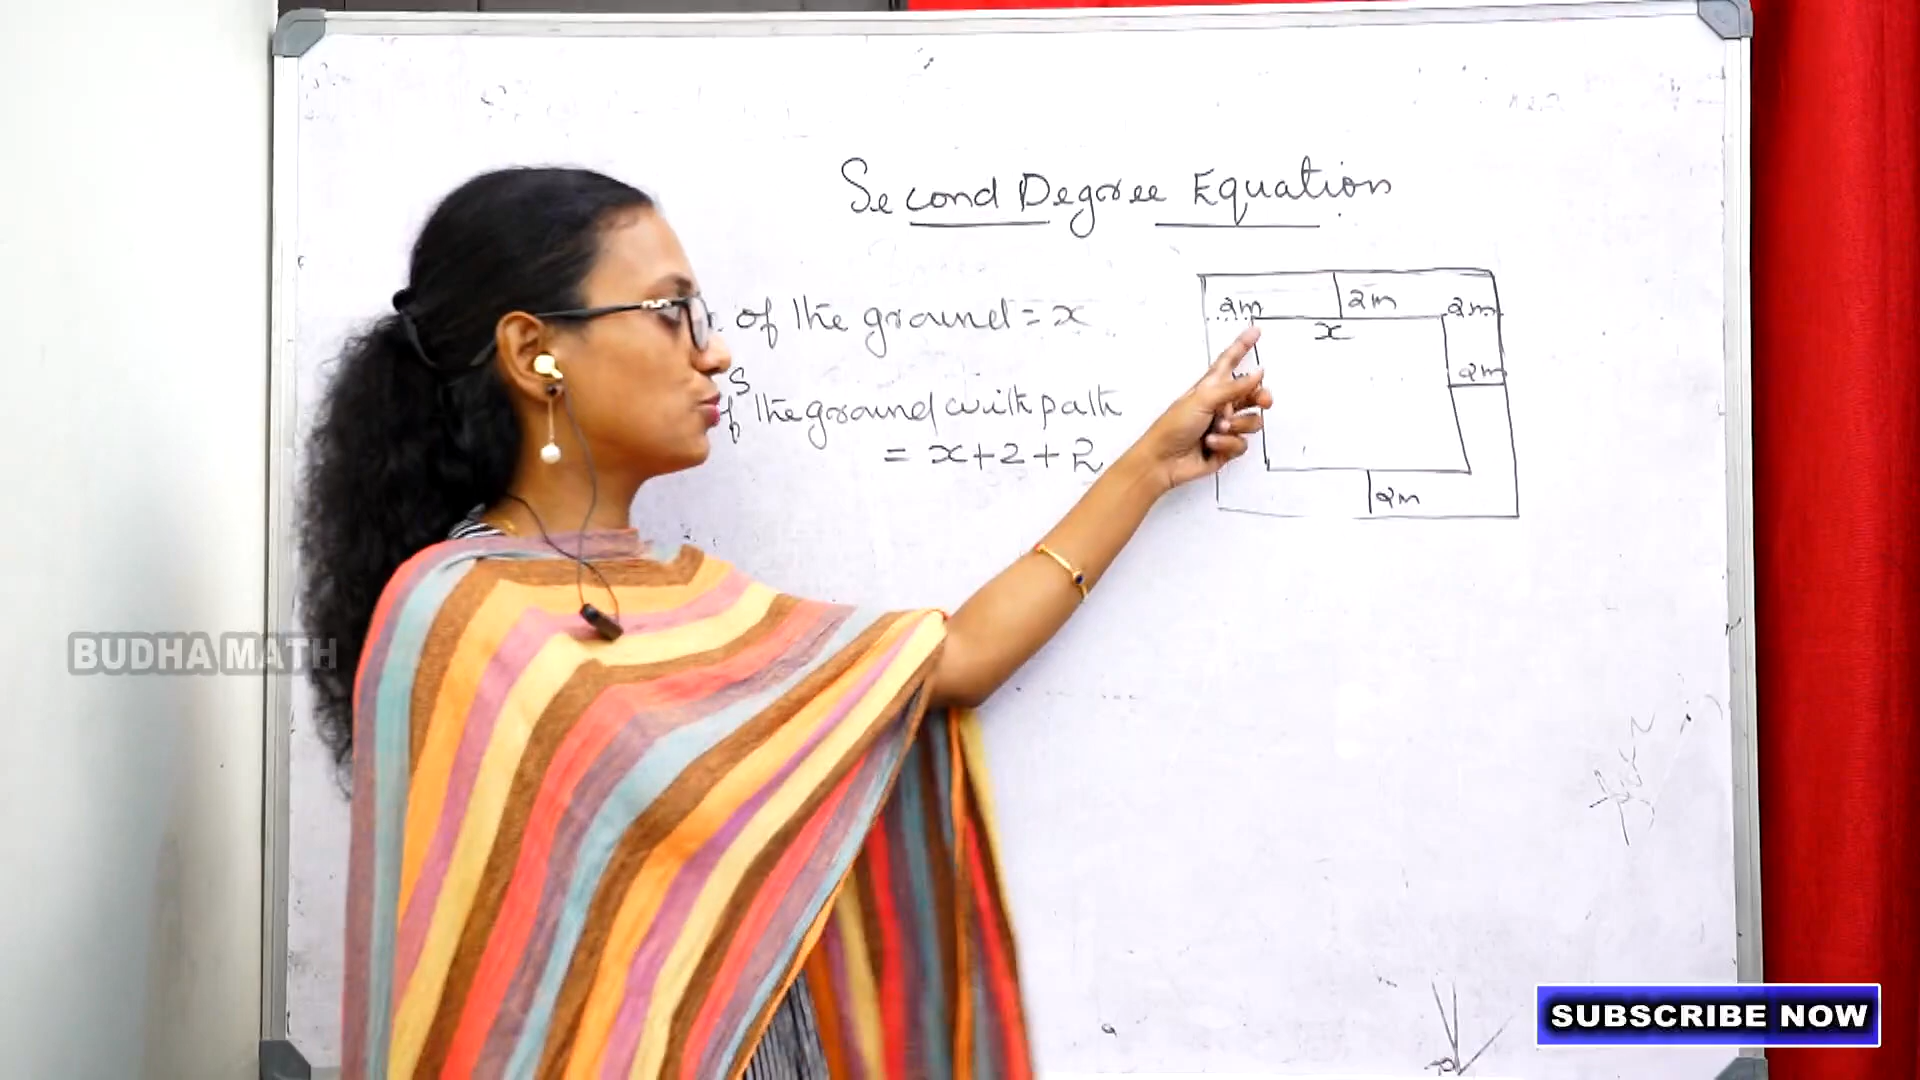 Second Degree Equation
of the ground = x
s
the ground with path
= x+2+2
2m
2m
2m
x
2m
2m
BUDHA MATH
SUBSCRIBE NOW